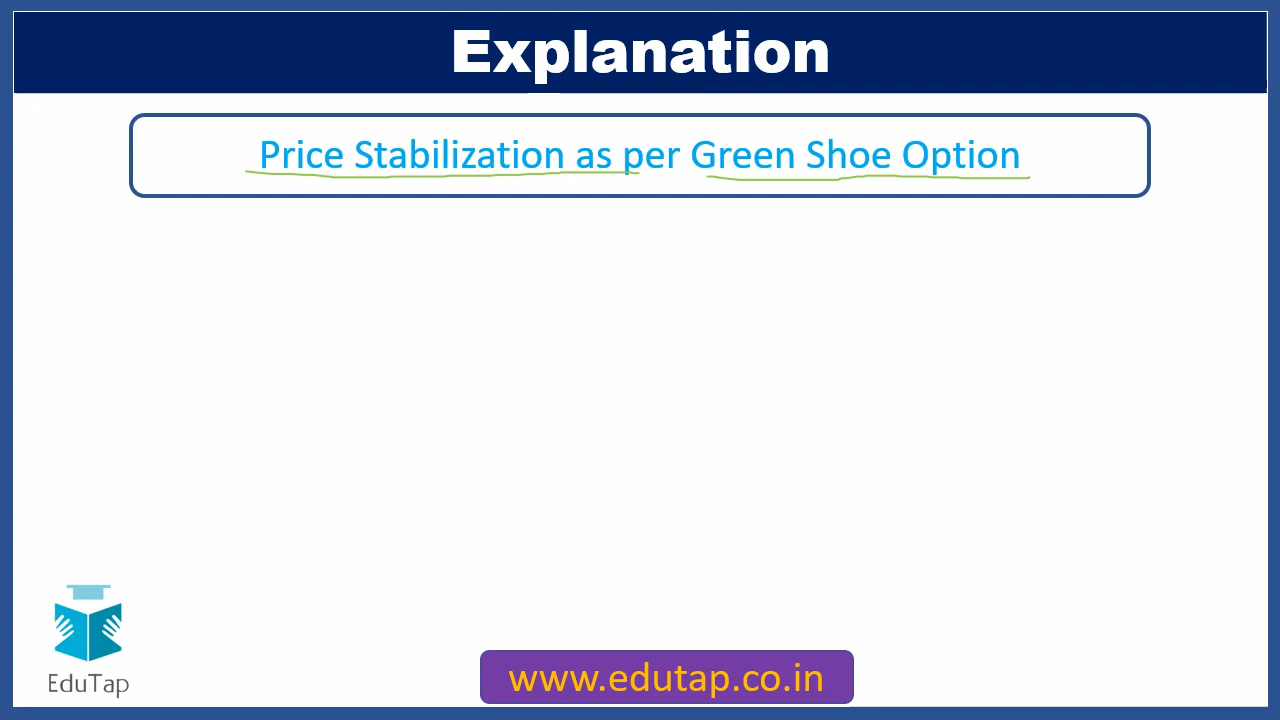 Explanation
Price Stabilization as per Green Shoe Option
EduTap
www.edutap.co.in